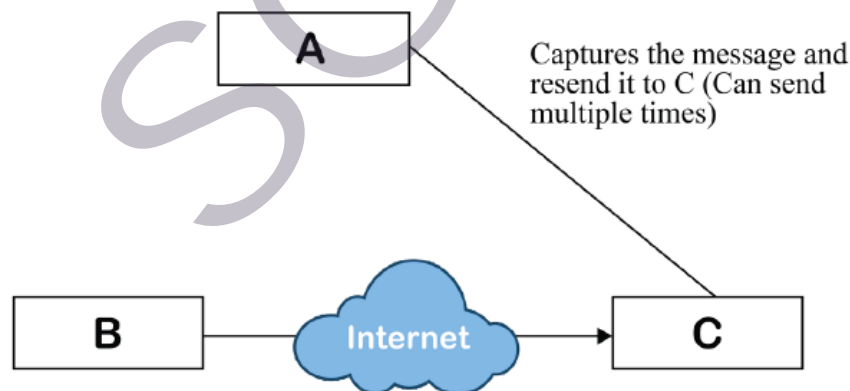 A
Captures the message and
resend it to C (Can send
multiple times)
B
Internet
C